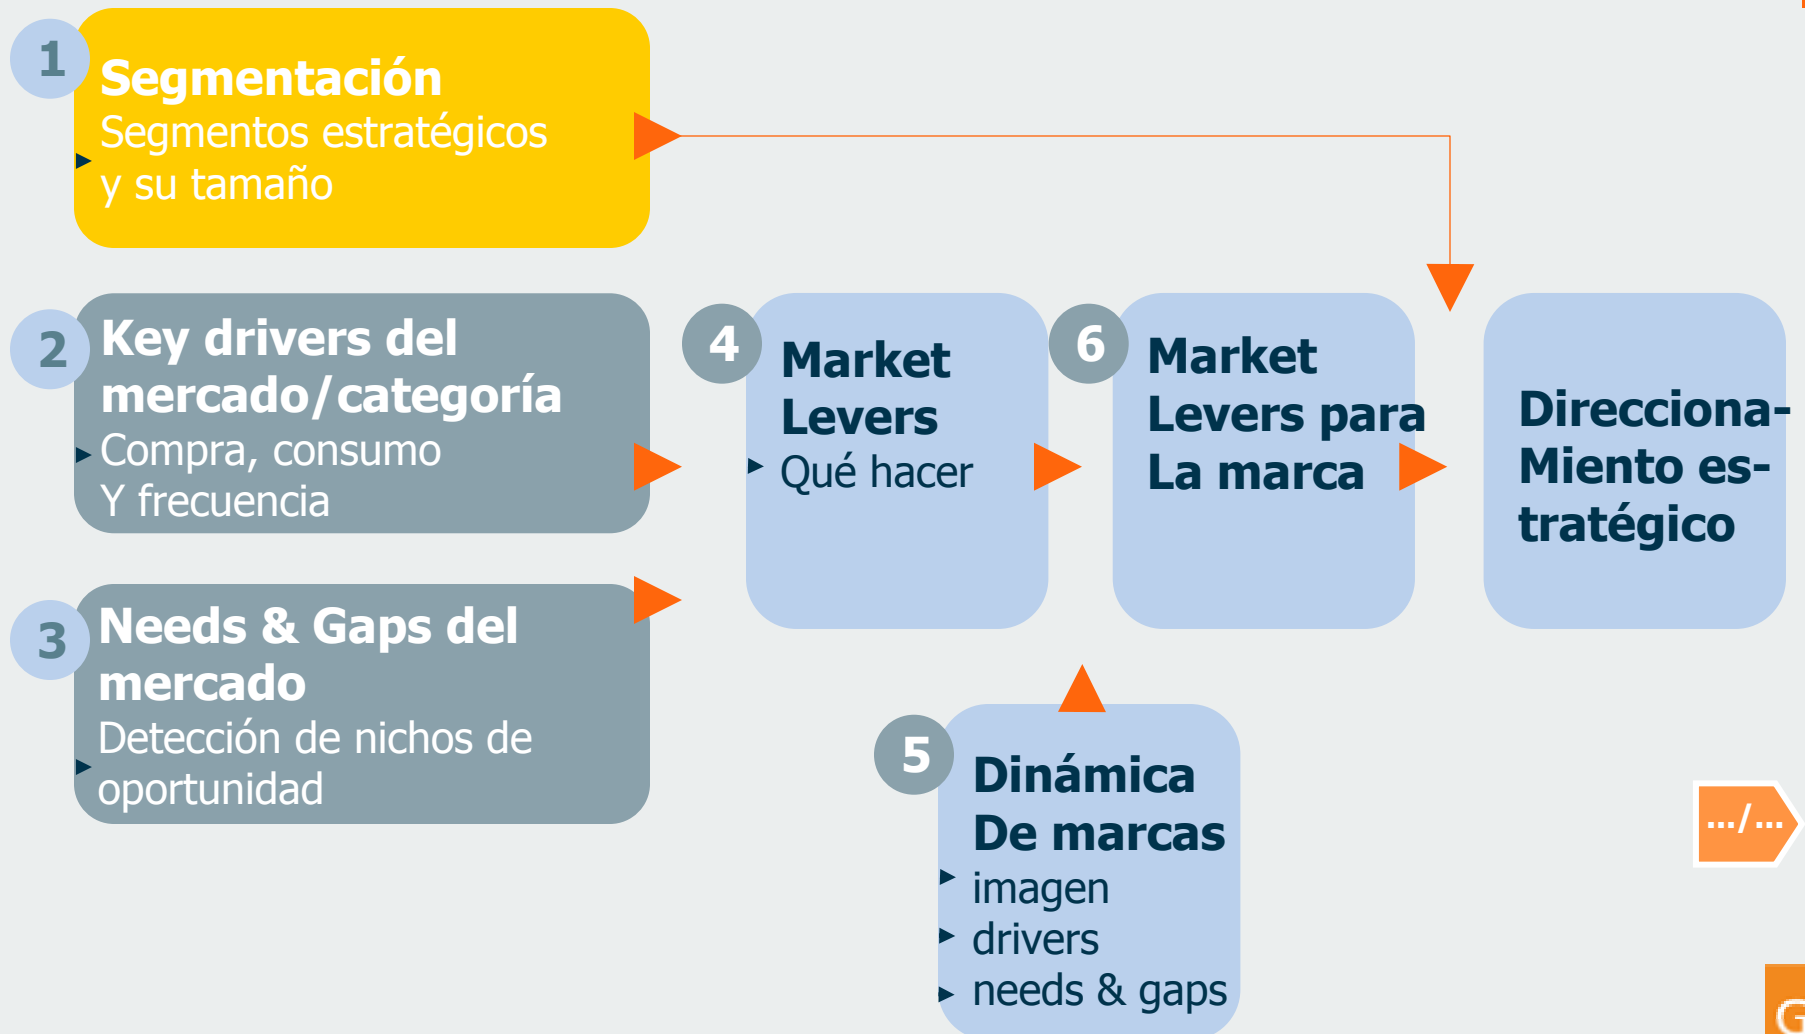 1
Segmentación
Segmentos estratégicos
y su tamaño
2
Key drivers del
mercado/categoría
Compra, consumo
Y frecuencia
3
Needs & Gaps del
mercado
Detección de nichos de
oportunidad
4
Market
Levers
Qué hacer
5
Dinámica
De marcas
imagen
drivers
needs & gaps
6
Market
Levers para
La marca
Direcciona-
Miento es-
tratégico
.../...
G